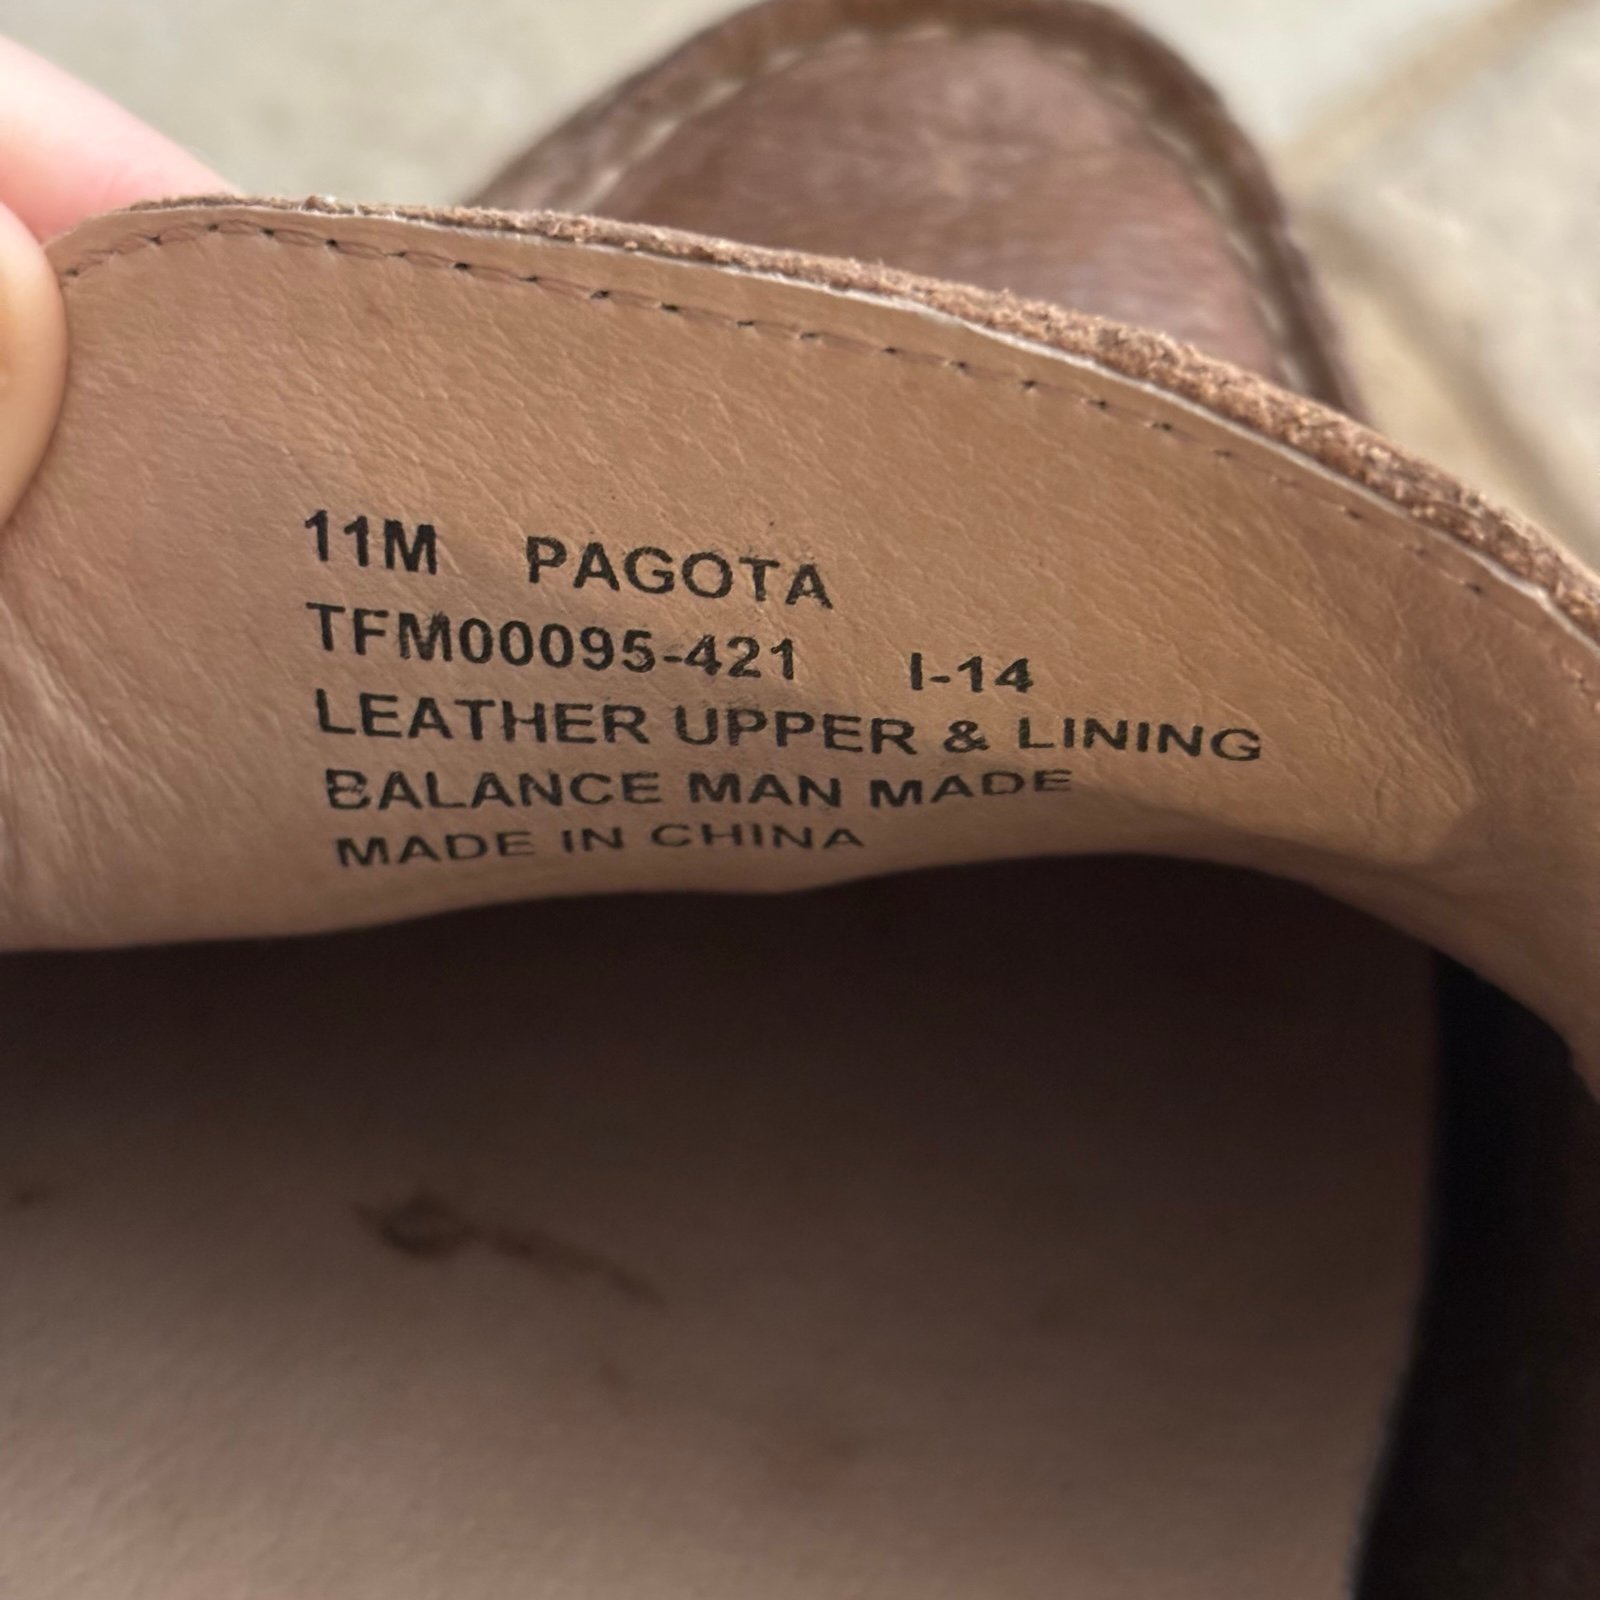 11M PAGOTA
TFM00095-421 I-14
LEATHER UPPER & LINING
BALANCE MAN MADE
MADE IN CHINA